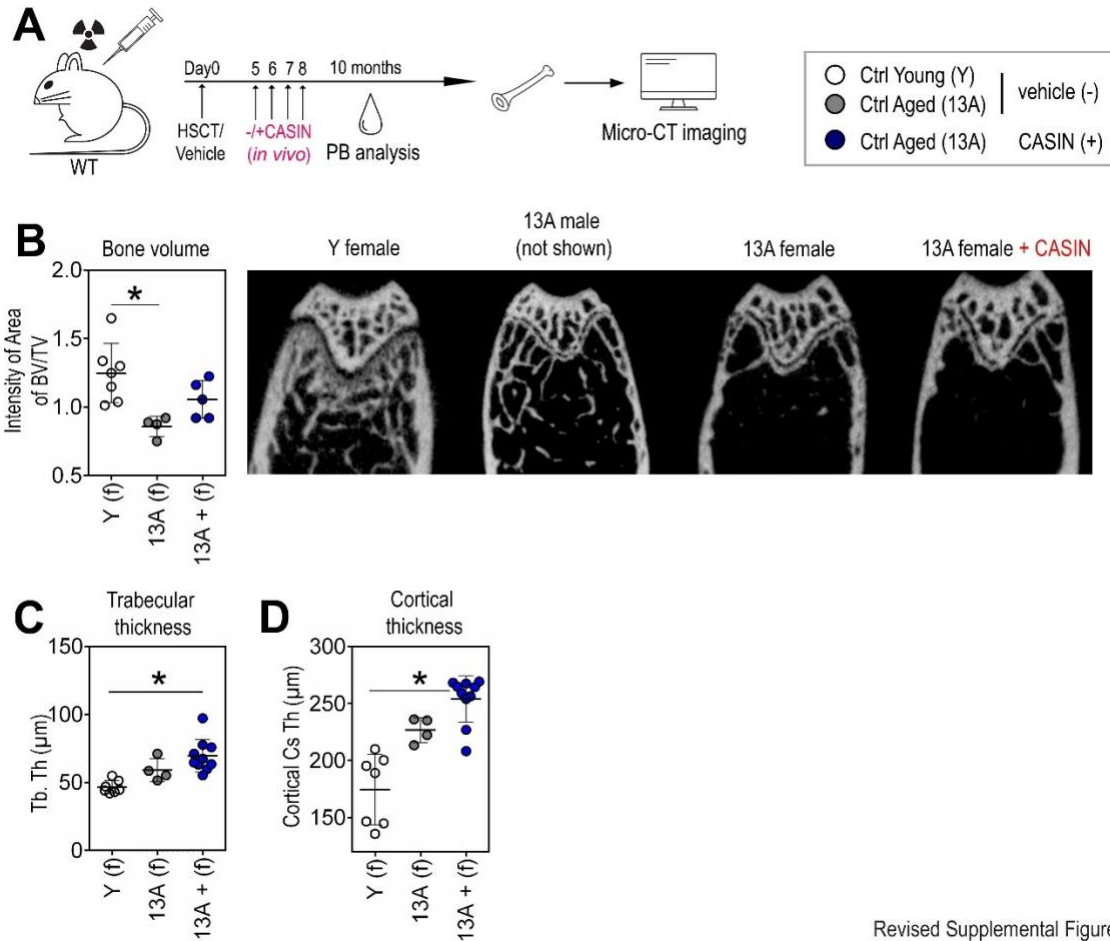 A
WT
Day0 5 6 7 8 10 months
HSCT/
Vehicle
-/+CASIN
(in vivo)
PB analysis
Micro-CT imaging
Ctrl Young (Y)
Ctrl Aged (13A)
vehicle (-)
Ctrl Aged (13A) CASIN (+)
B
Bone volume
Intensity of Area
of BV/TV
2.0
1.5
1.0
0.5
*
Y (f)
13A (f)
13A + (f)
Y female
13A male
(not shown)
13A female
13A female + CASIN
C
Trabecular
thickness
Tb. Th (µm)
150
100
50
0
*
Y (f)
13A (f)
13A + (f)
D
Cortical
thickness
Cortical Cs Th (µm)
300
250
200
150
*
Y (f)
13A (f)
13A + (f)
Revised Supplemental Figure